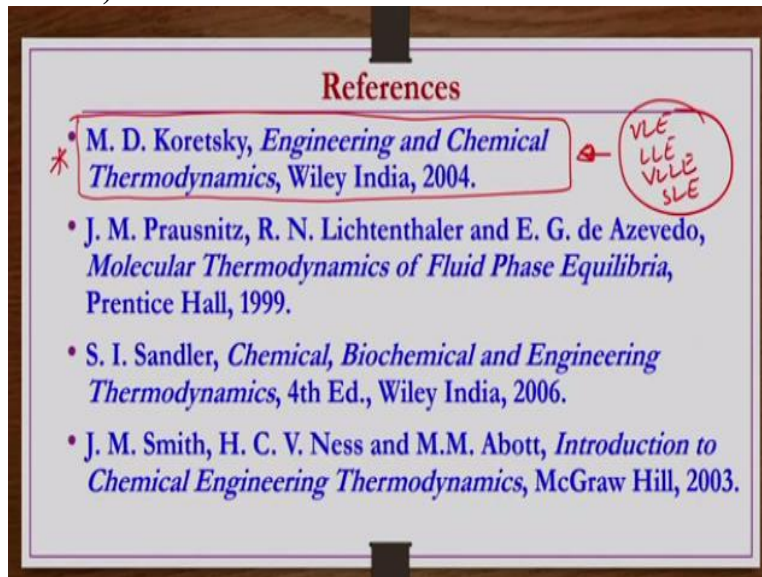 References
• M. D. Koretsky, Engineering and Chemical
* Thermodynamics, Wiley India, 2004.
VLE
LLE
VLLE
SLE
• J. M. Prausnitz, R. N. Lichtenthaler and E. G. de Azevedo,
Molecular Thermodynamics of Fluid Phase Equilibria,
Prentice Hall, 1999.
• S. I. Sandler, Chemical, Biochemical and Engineering
Thermodynamics, 4th Ed., Wiley India, 2006.
• J. M. Smith, H. C. V. Ness and M.M. Abott, Introduction to
Chemical Engineering Thermodynamics, McGraw Hill, 2003.